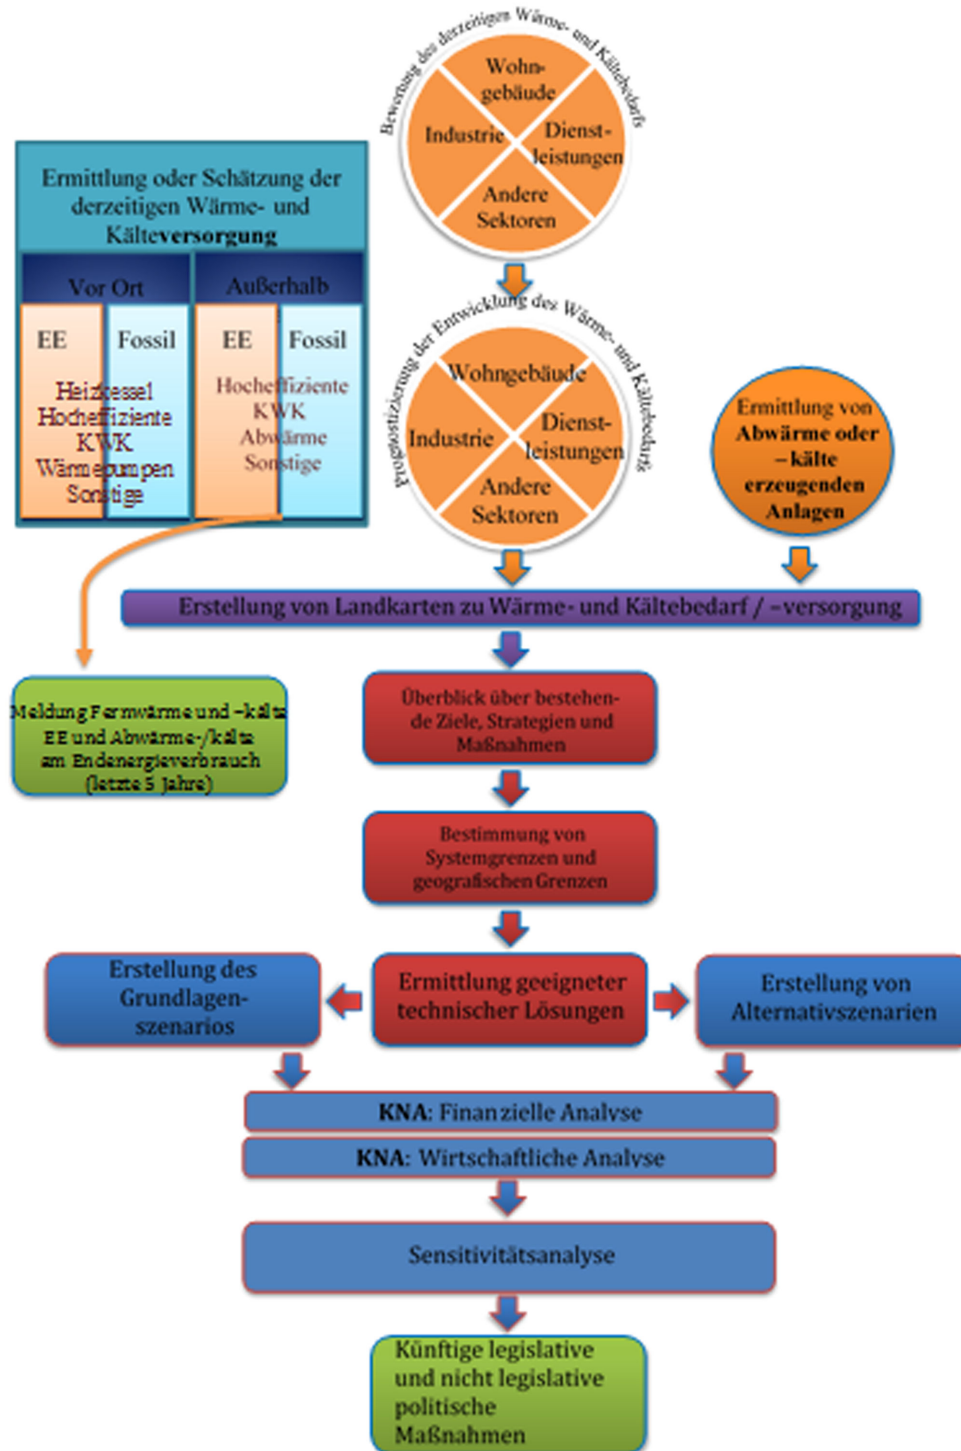 Bewertung des derzeitigen Wärme- und Kältebedarfs
Wohn-
gebäude
Industrie
Dienst-
leistungen
Andere
Sektoren
Ermittlung oder Schätzung der
derzeitigen Wärme- und
Kälteversorgung
Vor Ort
Außerhalb
EE
Fossil
EE
Fossil
Heizkessel
Hocheffiziente
KWK
Wärmepumpen
Sonstige
Hocheffiziente
KWK
Abwärme
Sonstige
Prognostizierung der Entwicklung des Wärme- und Kältebedarfs
Wohngebäude
Industrie
Dienst-
leistungen
Andere
Sektoren
Ermittlung von
Abwärme oder
–kälte
erzeugenden
Anlagen
Erstellung von Landkarten zu Wärme- und Kältebedarf / –versorgung
Meldung Fernwärme und –kälte
EE und Abwärme-/kälte
am Endenergieverbrauch
(letzte 5 Jahre)
Überblick über bestehen-
de Ziele, Strategien und
Maßnahmen
Bestimmung von
Systemgrenzen und
geografischen Grenzen
Erstellung des
Grundlagen-
szenarios
Ermittlung geeigneter
technischer Lösungen
Erstellung von
Alternativszenarien
KNA: Finanzielle Analyse
KNA: Wirtschaftliche Analyse
Sensitivitätsanalyse
Künftige legislative
und nicht legislative
politische
Maßnahmen